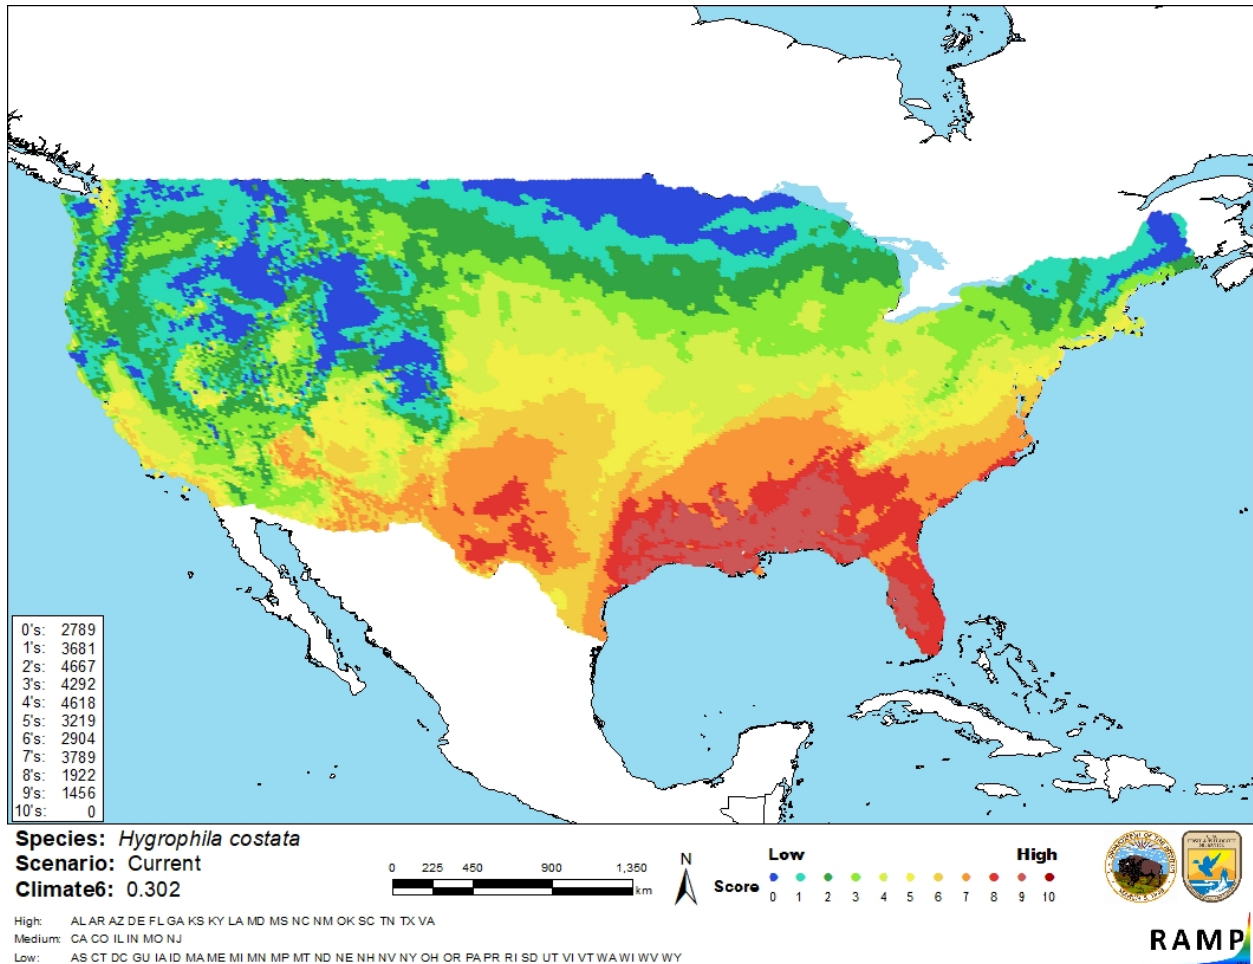 0's: 2789
1's: 3681
2's: 4667
3's: 4292
4's: 4618
5's: 3219
6's: 2904
7's: 3789
8's: 1922
9's: 1456
10's: 0
Species: Hygrophila costata
Scenario: Current
Climate6: 0.302
0 225 450 900 1,350
km
N
Low High
Score
0 1 2 3 4 5 6 7 8 9 10
High: AL AR AZ DE FL GA KS KY LA MD MS NC NM OK SC TN TX VA
Medium: CA CO IL IN MO NJ
Low: AS CT DC GU IA ID MA ME MI MN MP MT ND NE NH NV NY OH OR PA PR RI SD UT VI VT WA WI WV WY
RAMP